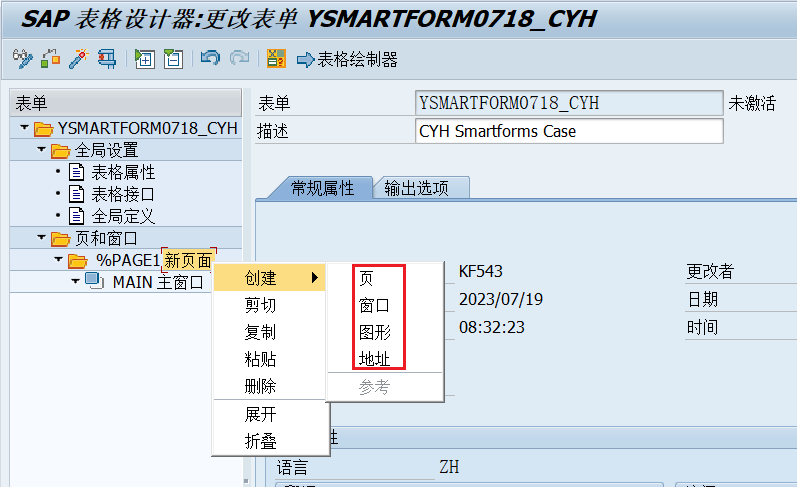 SAP 表格设计器:更改表单 YSMARTFORM0718_CYH
表格绘制器
表单
YSMARTFORM0718_CYH
全局设置
表格属性
表格接口
全局定义
页和窗口
%PAGE1 新页面
MAIN 主窗口
表单 YSMARTFORM0718_CYH 未激活
描述 CYH Smartforms Case
常规属性 输出选项
创建
剪切
复制
粘贴
删除
展开
折叠
页
窗口
图形
地址
参考
KF543 更改者
2023/07/19 日期
08:32:23 时间
性
语言 ZH